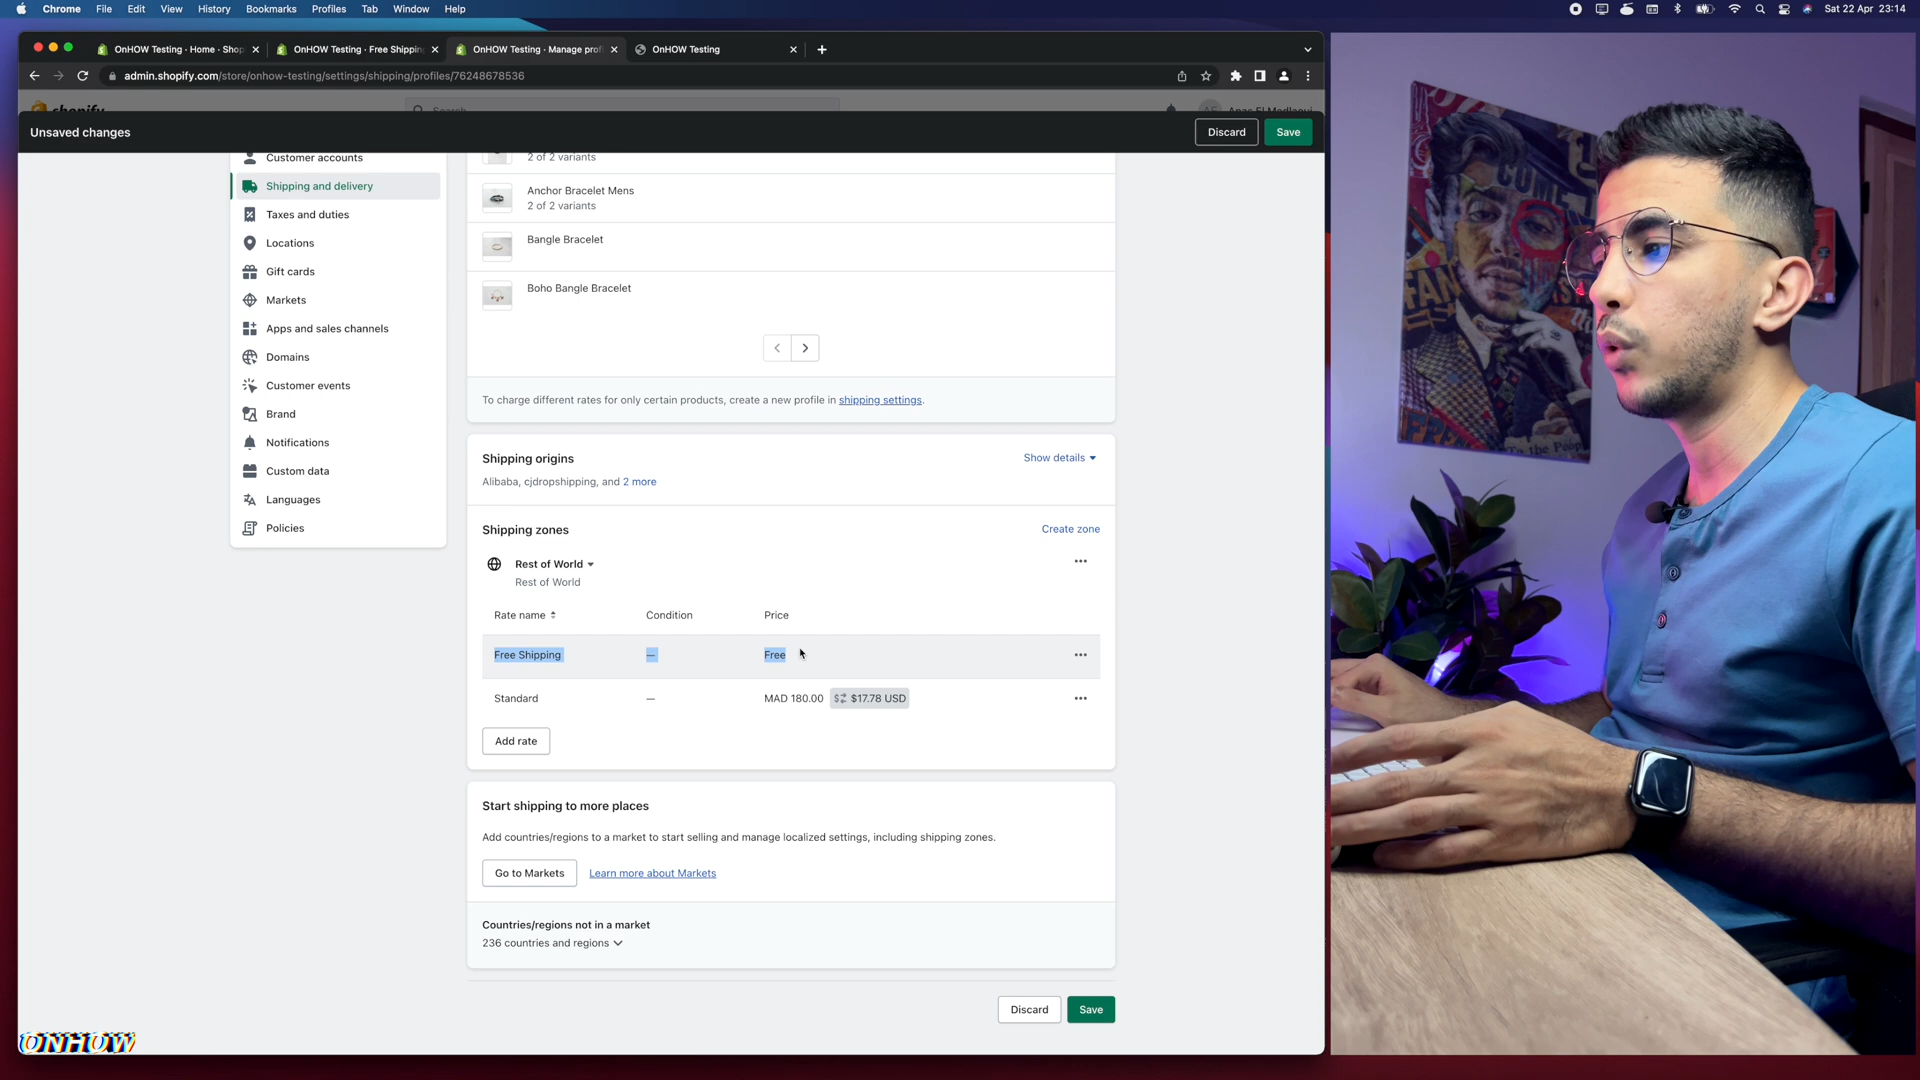 Chrome File Edit View History Bookmarks Profiles Tab Window Help
Sat 22 Apr 23:14
OnHOW Testing · Home · Shop
OnHOW Testing · Free Shipping
OnHOW Testing · Manage prof
OnHOW Testing
admin.shopify.com/store/onhow-testing/settings/shipping/profiles/76248678536
shopify
Search
Unsaved changes
Discard
Save
Customer accounts
Shipping and delivery
Taxes and duties
Locations
Gift cards
Markets
Apps and sales channels
Domains
Customer events
Brand
Notifications
Custom data
Languages
Policies
2 of 2 variants
Anchor Bracelet Mens
2 of 2 variants
Bangle Bracelet
Boho Bangle Bracelet
To charge different rates for only certain products, create a new profile in shipping settings.
Shipping origins
Show details
Alibaba, cjdropshipping, and 2 more
Shipping zones
Create zone
Rest of World
Rest of World
Rate name Condition Price
Free Shipping — Free
Standard — MAD 180.00 $17.78 USD
Add rate
Start shipping to more places
Add countries/regions to a market to start selling and manage localized settings, including shipping zones.
Go to Markets
Learn more about Markets
Countries/regions not in a market
236 countries and regions
Discard
Save
ONHOW